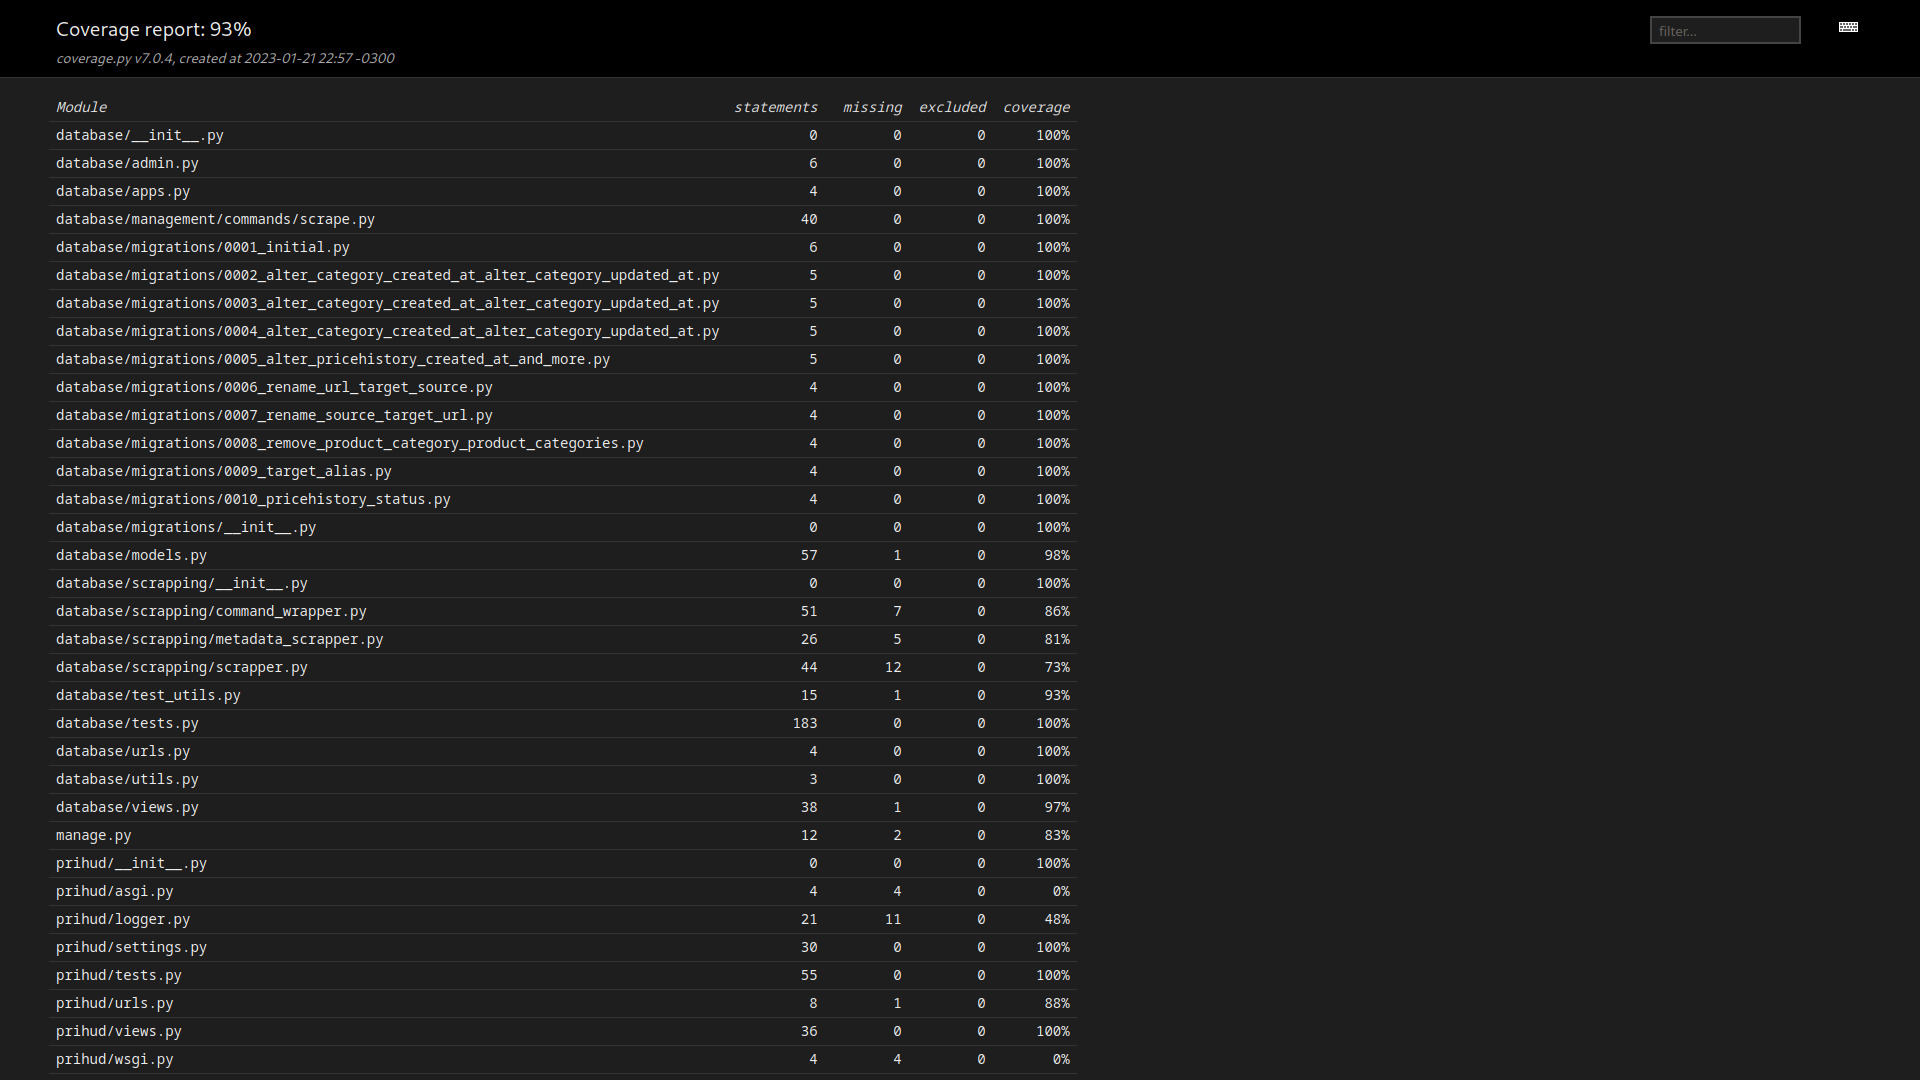 Coverage report: 93%
filter...
coverage.py v7.0.4, created at 2023-01-21 22:57 -0300
Module statements missing excluded coverage
database/__init__.py 0 0 0 100%
database/admin.py 6 0 0 100%
database/apps.py 4 0 0 100%
database/management/commands/scrape.py 40 0 0 100%
database/migrations/0001_initial.py 6 0 0 100%
database/migrations/0002_alter_category_created_at_alter_category_updated_at.py 5 0 0 100%
database/migrations/0003_alter_category_created_at_alter_category_updated_at.py 5 0 0 100%
database/migrations/0004_alter_category_created_at_alter_category_updated_at.py 5 0 0 100%
database/migrations/0005_alter_pricehistory_created_at_and_more.py 5 0 0 100%
database/migrations/0006_rename_url_target_source.py 4 0 0 100%
database/migrations/0007_rename_source_target_url.py 4 0 0 100%
database/migrations/0008_remove_product_category_product_categories.py 4 0 0 100%
database/migrations/0009_target_alias.py 4 0 0 100%
database/migrations/0010_pricehistory_status.py 4 0 0 100%
database/migrations/__init__.py 0 0 0 100%
database/models.py 57 1 0 98%
database/scrapping/__init__.py 0 0 0 100%
database/scrapping/command_wrapper.py 51 7 0 86%
database/scrapping/metadata_scrapper.py 26 5 0 81%
database/scrapping/scrapper.py 44 12 0 73%
database/test_utils.py 15 1 0 93%
database/tests.py 183 0 0 100%
database/urls.py 4 0 0 100%
database/utils.py 3 0 0 100%
database/views.py 38 1 0 97%
manage.py 12 2 0 83%
prihud/__init__.py 0 0 0 100%
prihud/asgi.py 4 4 0 0%
prihud/logger.py 21 11 0 48%
prihud/settings.py 30 0 0 100%
prihud/tests.py 55 0 0 100%
prihud/urls.py 8 1 0 88%
prihud/views.py 36 0 0 100%
prihud/wsgi.py 4 4 0 0%